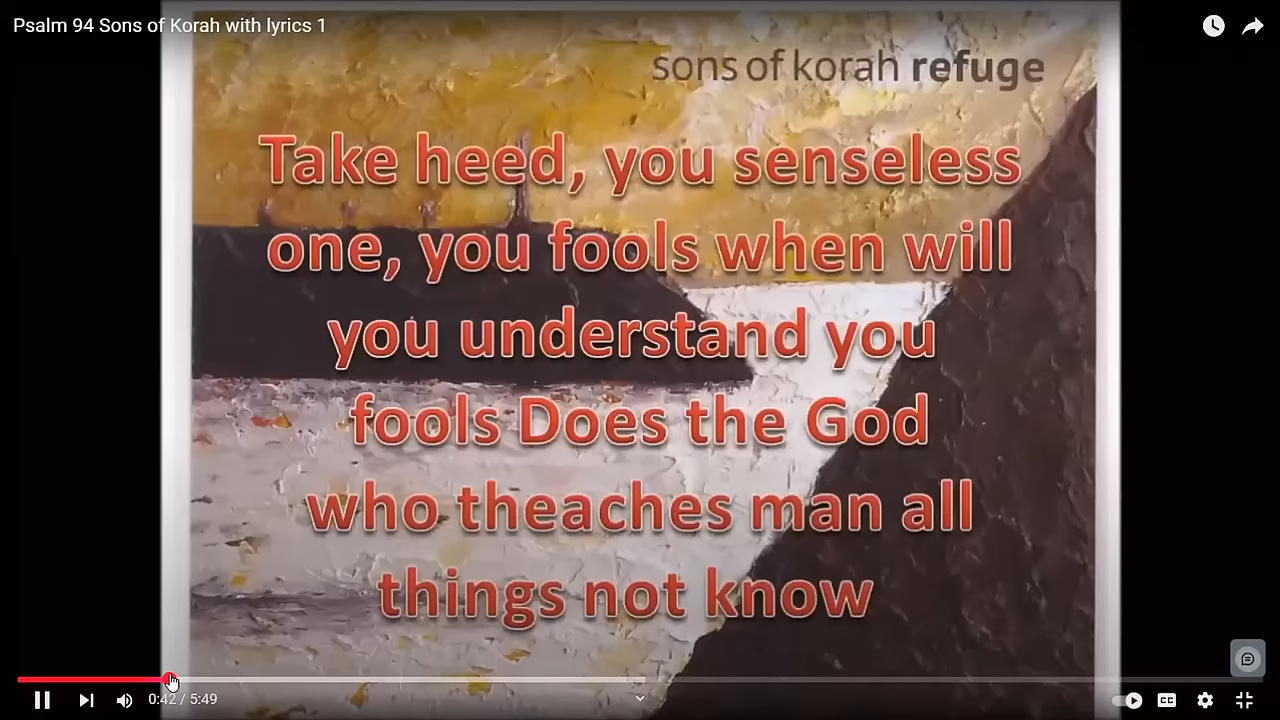 Psalm 94 Sons of Korah with lyrics 1
sons of korah refuge
Take heed, you senseless
one, you fools when will
you understand you
fools Does the God
who theaches man all
things not know
0:42 / 5:49
CC